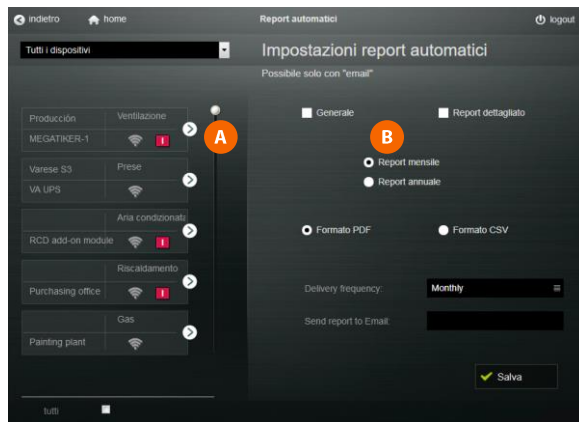 indietro home Report automatici logout
Tutti i dispositivi
Impostazioni report automatici
Possibile solo con "email"
Producción Ventilazione
MEGATIKER-1 I
A
Generale Report dettagliato
B
Report mensile
Report annuale
Varese S3 Prese
VA UPS
Aria condizionata
RCD add-on module I
Formato PDF Formato CSV
Riscaldamento
Purchasing office I
Delivery frequency: Monthly
Gas
Painting plant
Send report to Email:
Salva
tutti